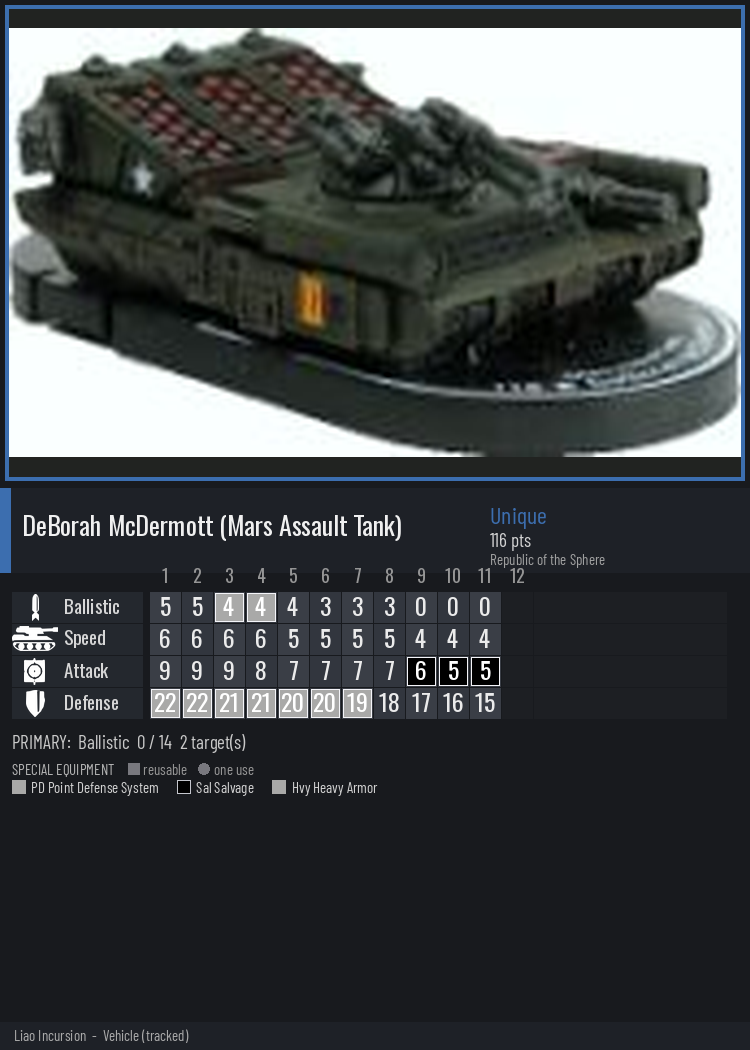 DeBorah McDermott (Mars Assault Tank)
Unique
116 pts
Republic of the Sphere
1 2 3 4 5 6 7 8 9 10 11 12
Ballistic 5 5 4 4 4 3 3 3 0 0 0
Speed 6 6 6 6 5 5 5 5 4 4 4
Attack 9 9 9 8 7 7 7 7 6 5 5
Defense 22 22 21 21 20 20 19 18 17 16 15
PRIMARY: Ballistic 0 / 14 2 target(s)
SPECIAL EQUIPMENT reusable one use
PD Point Defense System Sal Salvage Hvy Heavy Armor
Liao Incursion - Vehicle (tracked)